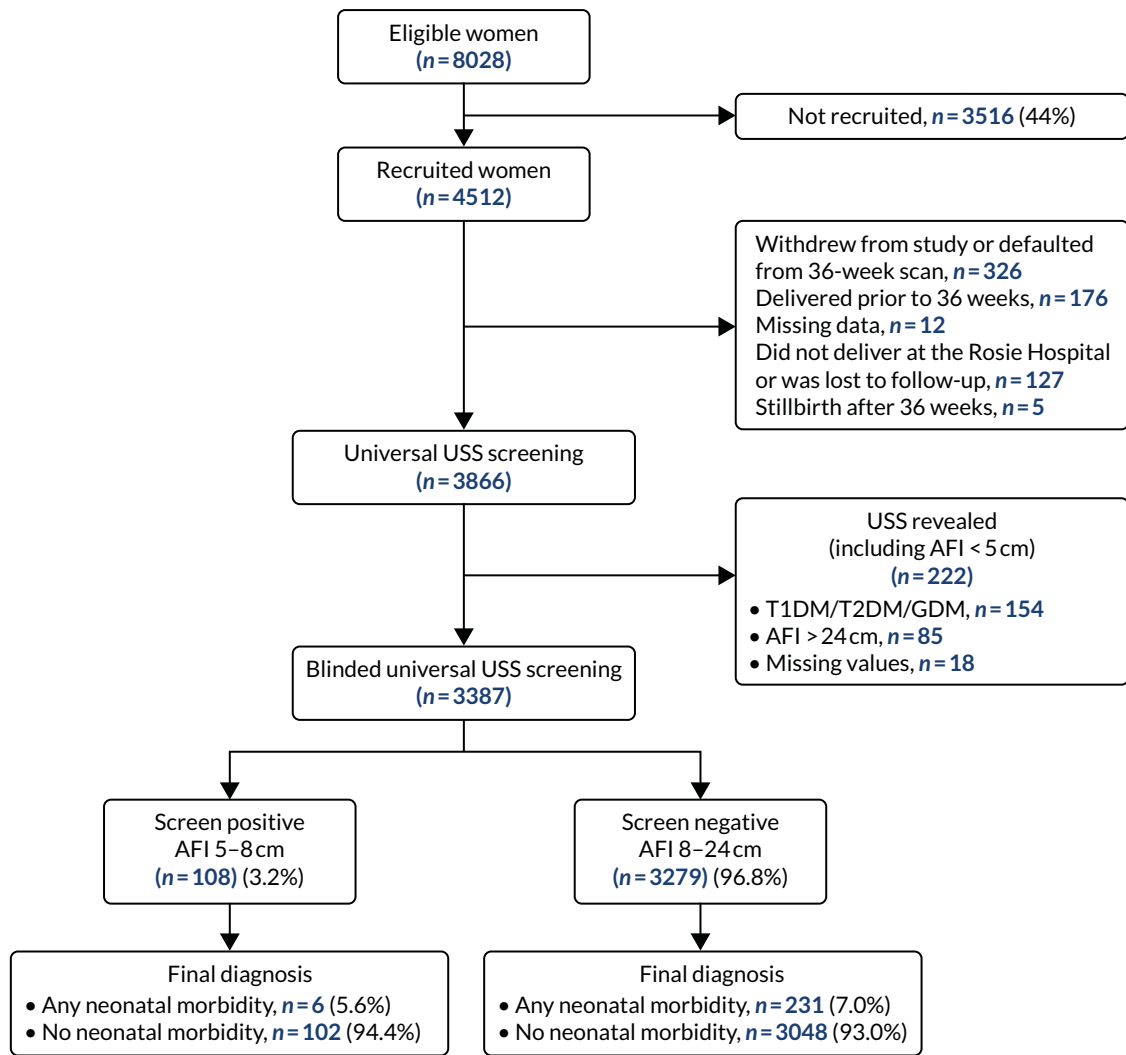 Eligible women
(n = 8028)
Not recruited, n = 3516 (44%)
Recruited women
(n = 4512)
Withdrew from study or defaulted
from 36-week scan, n = 326
Delivered prior to 36 weeks, n = 176
Missing data, n = 12
Did not deliver at the Rosie Hospital
or was lost to follow-up, n = 127
Stillbirth after 36 weeks, n = 5
Universal USS screening
(n = 3866)
USS revealed
(including AFI < 5 cm)
(n = 222)
• T1DM/T2DM/GDM, n = 154
• AFI > 24 cm, n = 85
• Missing values, n = 18
Blinded universal USS screening
(n = 3387)
Screen positive
AFI 5–8 cm
(n = 108) (3.2%)
Screen negative
AFI 8–24 cm
(n = 3279) (96.8%)
Final diagnosis
• Any neonatal morbidity, n = 6 (5.6%)
• No neonatal morbidity, n = 102 (94.4%)
Final diagnosis
• Any neonatal morbidity, n = 231 (7.0%)
• No neonatal morbidity, n = 3048 (93.0%)